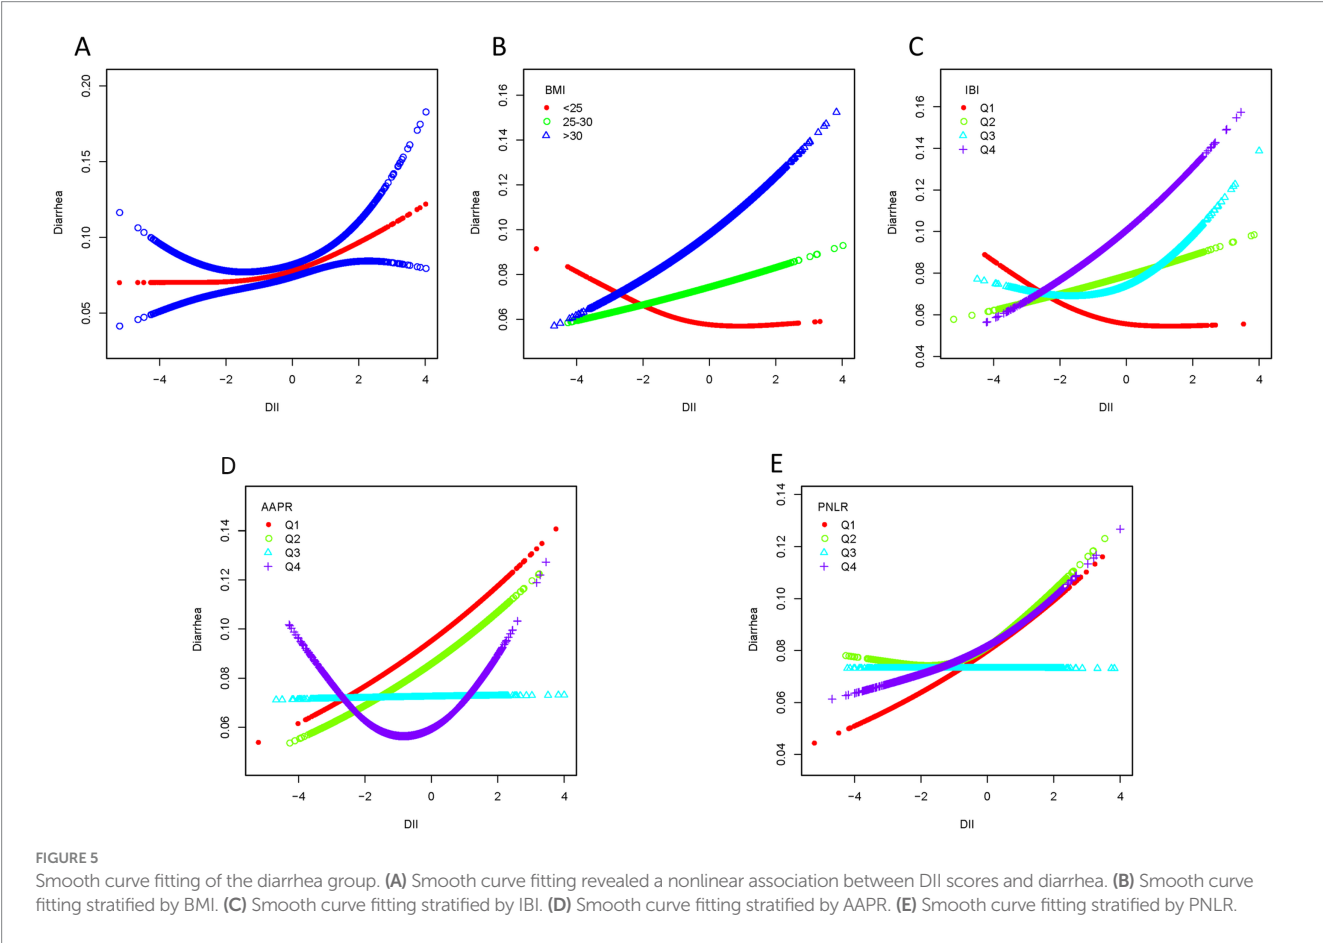 A
0.20
0.15
0.10
0.05
Diarrhea
−4 −2 0 2 4
DII
B
BMI
<25
25-30
>30
0.16
0.14
0.12
0.10
0.08
0.06
Diarrhea
−4 −2 0 2 4
DII
C
IBI
Q1
Q2
Q3
Q4
0.16
0.14
0.12
0.10
0.08
0.06
0.04
Diarrhea
−4 −2 0 2 4
DII
D
AAPR
Q1
Q2
Q3
Q4
0.14
0.12
0.10
0.08
0.06
Diarrhea
−4 −2 0 2 4
DII
E
PNLR
Q1
Q2
Q3
Q4
0.14
0.12
0.10
0.08
0.06
0.04
Diarrhea
−4 −2 0 2 4
DII
FIGURE 5
Smooth curve fitting of the diarrhea group. (A) Smooth curve fitting revealed a nonlinear association between DII scores and diarrhea. (B) Smooth curve
fitting stratified by BMI. (C) Smooth curve fitting stratified by IBI. (D) Smooth curve fitting stratified by AAPR. (E) Smooth curve fitting stratified by PNLR.